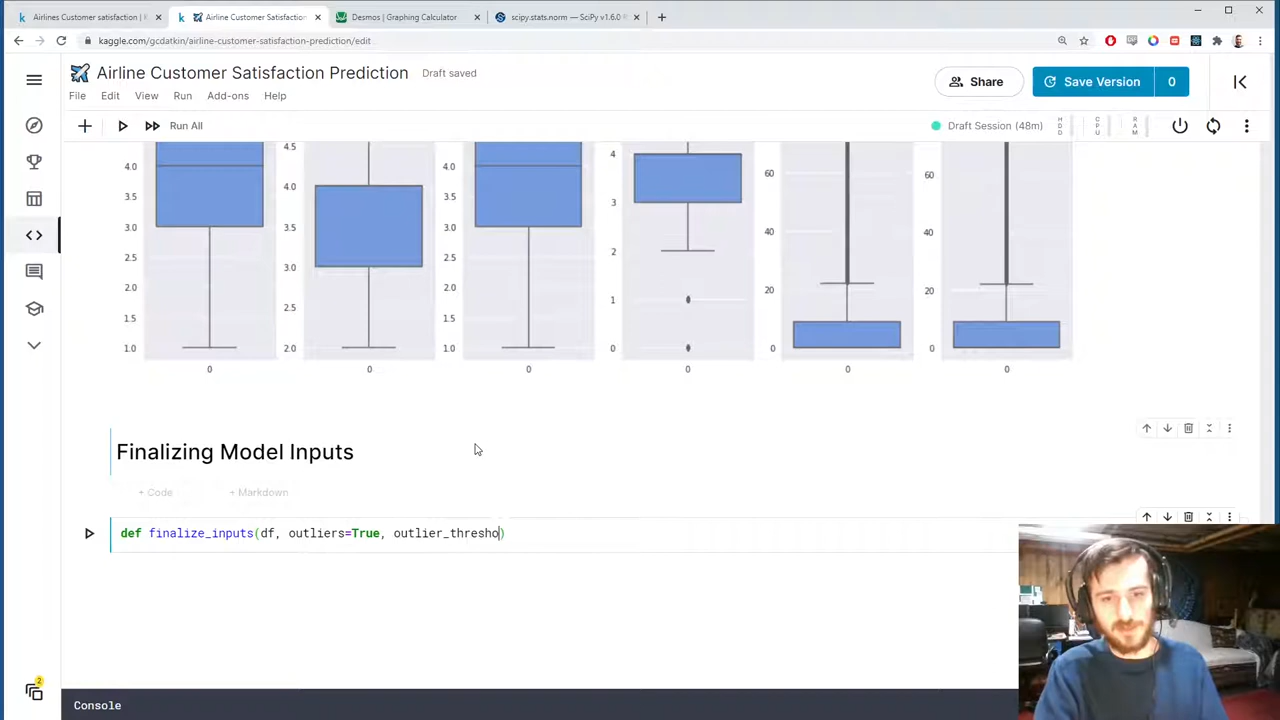 Airlines Customer satisfaction |
Airline Customer Satisfaction
Desmos | Graphing Calculator
scipy.stats.norm — SciPy v1.6.0
kaggle.com/gcdatkin/airline-customer-satisfaction-prediction/edit
Airline Customer Satisfaction Prediction
Draft saved
Share
Save Version
0
File Edit View Run Add-ons Help
Run All
Draft Session (48m)
HDD
CPU
RAM
4.0
3.5
3.0
2.5
2.0
1.5
1.0
0
4.5
4.0
3.5
3.0
2.5
2.0
0
4.0
3.5
3.0
2.5
2.0
1.5
1.0
0
4
3
2
1
0
0
60
40
20
0
0
60
40
20
0
0
Finalizing Model Inputs
+ Code + Markdown
def finalize_inputs(df, outliers=True, outlier_thresho)
2
Console